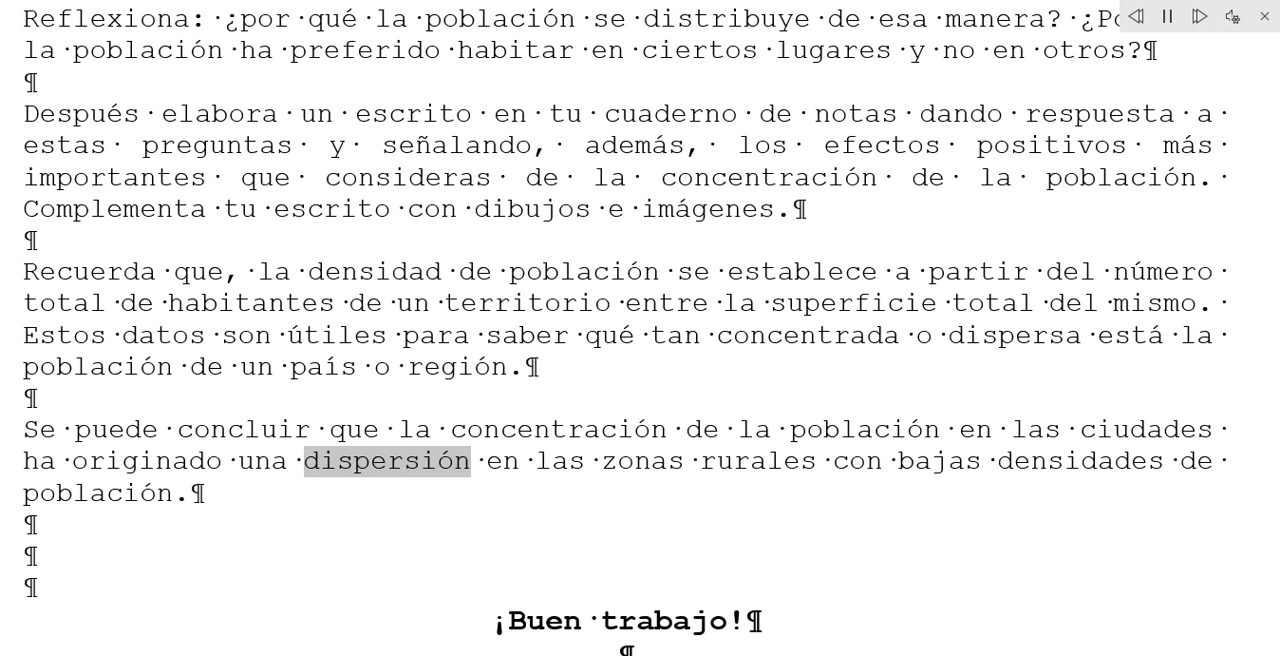 Reflexiona: ¿por qué la población se distribuye de esa manera?
la población ha preferido habitar en ciertos lugares y no en otros?¶
¶
Después elabora un escrito en tu cuaderno de notas dando respuesta a
estas preguntas y señalando, además, los efectos positivos más
importantes que consideras de la concentración de la población.
Complementa tu escrito con dibujos e imágenes.¶
¶
Recuerda que, la densidad de población se establece a partir del número
total de habitantes de un territorio entre la superficie total del mismo.
Estos datos son útiles para saber qué tan concentrada o dispersa está la
población de un país o región.¶
¶
Se puede concluir que la concentración de la población en las ciudades
ha originado una dispersión en las zonas rurales con bajas densidades de
población.¶
¶
¶
¶
¡Buen trabajo!¶
¶